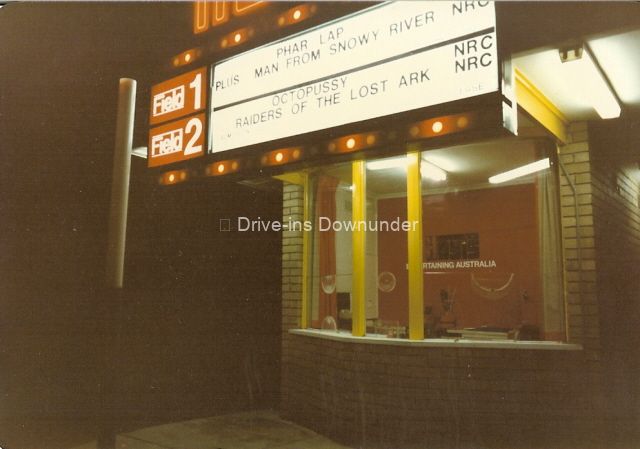 PHAR LAP NRC
PLUS MAN FROM SNOWY RIVER
Field 1
OCTOPUSSY NRC
RAIDERS OF THE LOST ARK NRC
Field 2
Drive-ins Downunder
ENTERTAINING AUSTRALIA